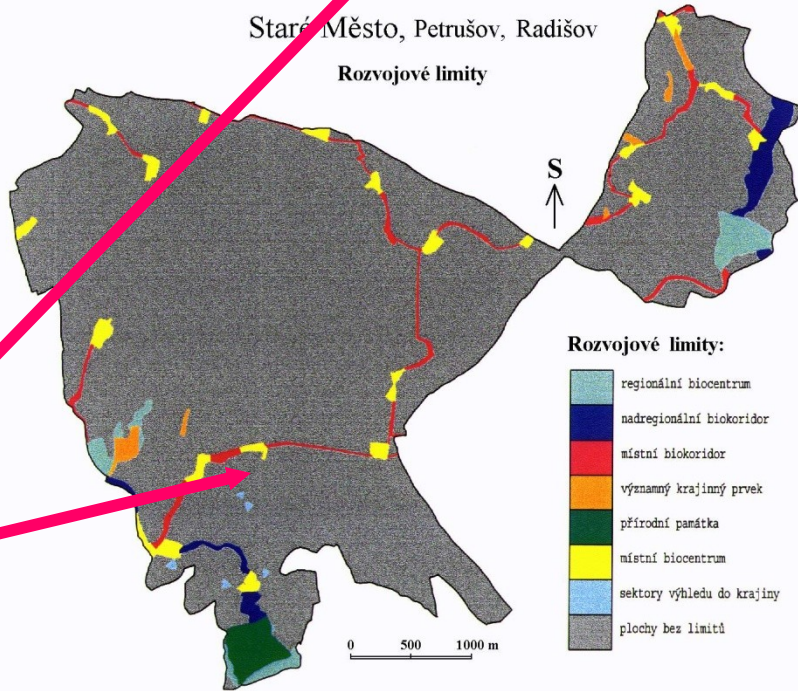 Staré Město, Petrušov, Radišov
Rozvojové limity
S
Rozvojové limity:
regionální biocentrum
nadregionální biokoridor
místní biokoridor
významný krajinný prvek
přírodní památka
místní biocentrum
sektory výhledu do krajiny
plochy bez limitů
0 500 1000 m